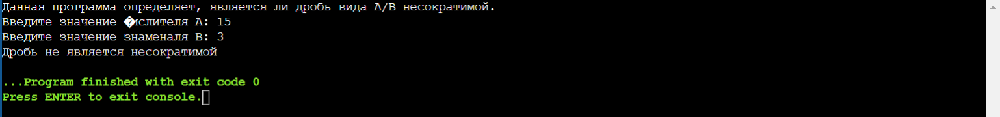 Данная программа определяет, является ли дробь вида A/B несократимой.
Введите значение �ислителя A: 15
Введите значение знаменаля B: 3
Дробь не является несократимой
...Program finished with exit code 0
Press ENTER to exit console.